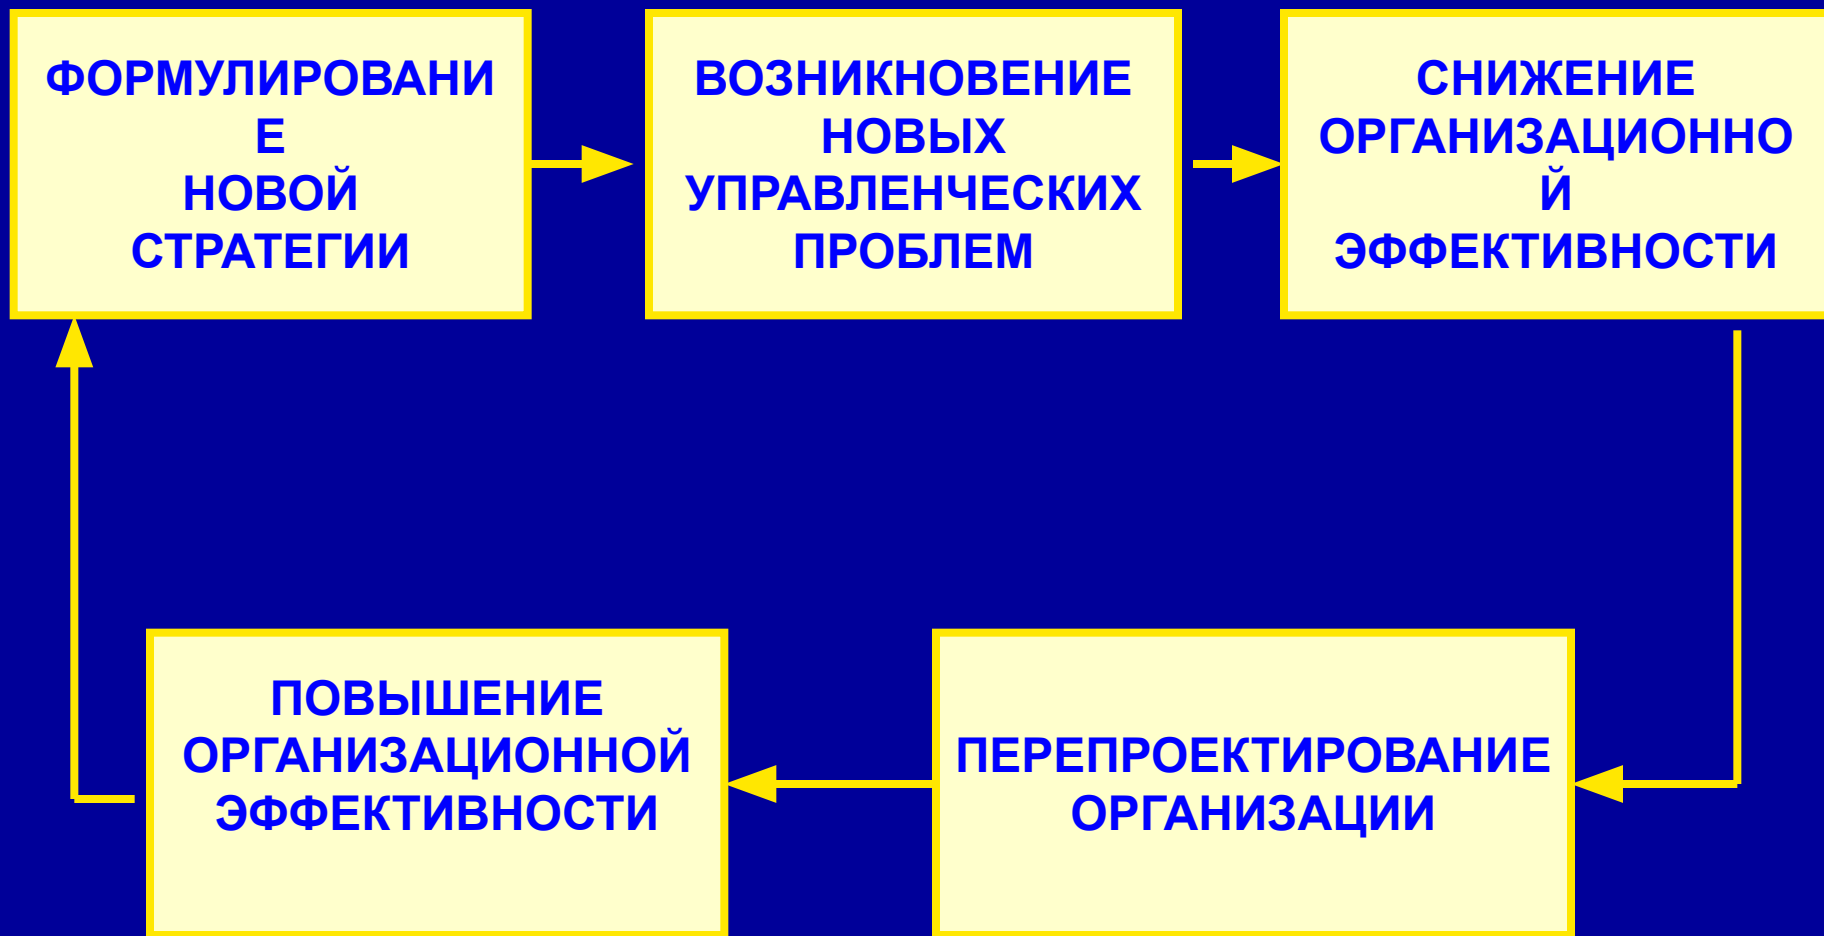 ФОРМУЛИРОВАНИ
Е
НОВОЙ
СТРАТЕГИИ
ВОЗНИКНОВЕНИЕ
НОВЫХ
УПРАВЛЕНЧЕСКИХ
ПРОБЛЕМ
СНИЖЕНИЕ
ОРГАНИЗАЦИОННО
Й
ЭФФЕКТИВНОСТИ
ПОВЫШЕНИЕ
ОРГАНИЗАЦИОННОЙ
ЭФФЕКТИВНОСТИ
ПЕРЕПРОЕКТИРОВАНИЕ
ОРГАНИЗАЦИИ